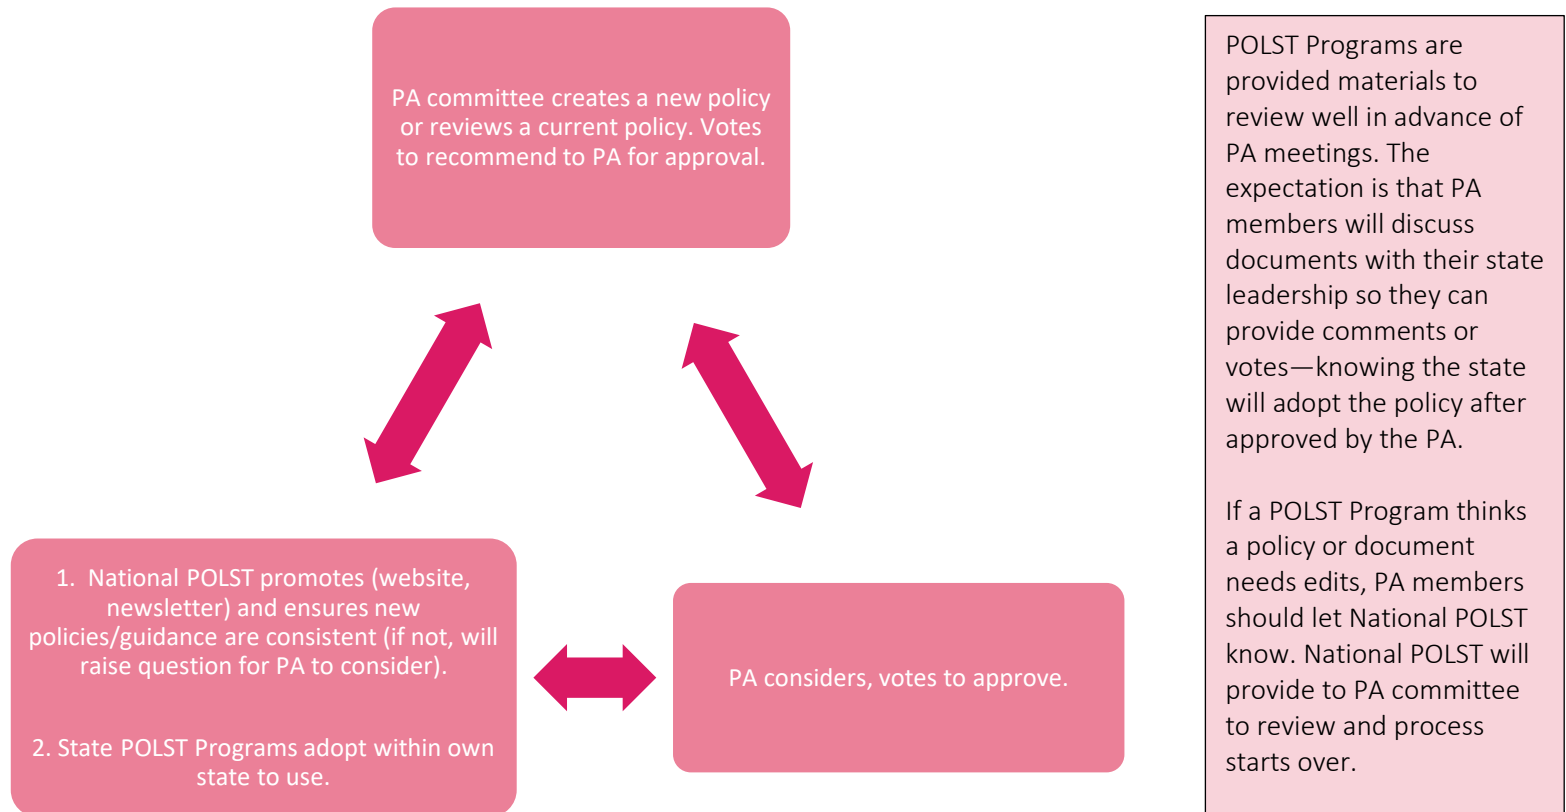 PA committee creates a new policy
or reviews a current policy. Votes
to recommend to PA for approval.
1. National POLST promotes (website,
newsletter) and ensures new
policies/guidance are consistent (if not, will
raise question for PA to consider).
2. State POLST Programs adopt within own
state to use.
PA considers, votes to approve.
POLST Programs are
provided materials to
review well in advance of
PA meetings. The
expectation is that PA
members will discuss
documents with their state
leadership so they can
provide comments or
votes—knowing the state
will adopt the policy after
approved by the PA.
If a POLST Program thinks
a policy or document
needs edits, PA members
should let National POLST
know. National POLST will
provide to PA committee
to review and process
starts over.